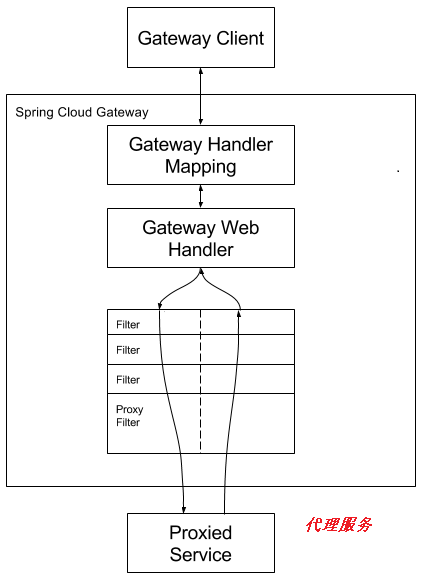 Gateway Client
Spring Cloud Gateway
Gateway Handler
Mapping
Gateway Web
Handler
Filter
Filter
Filter
Proxy
Filter
Proxied
Service
代理服务